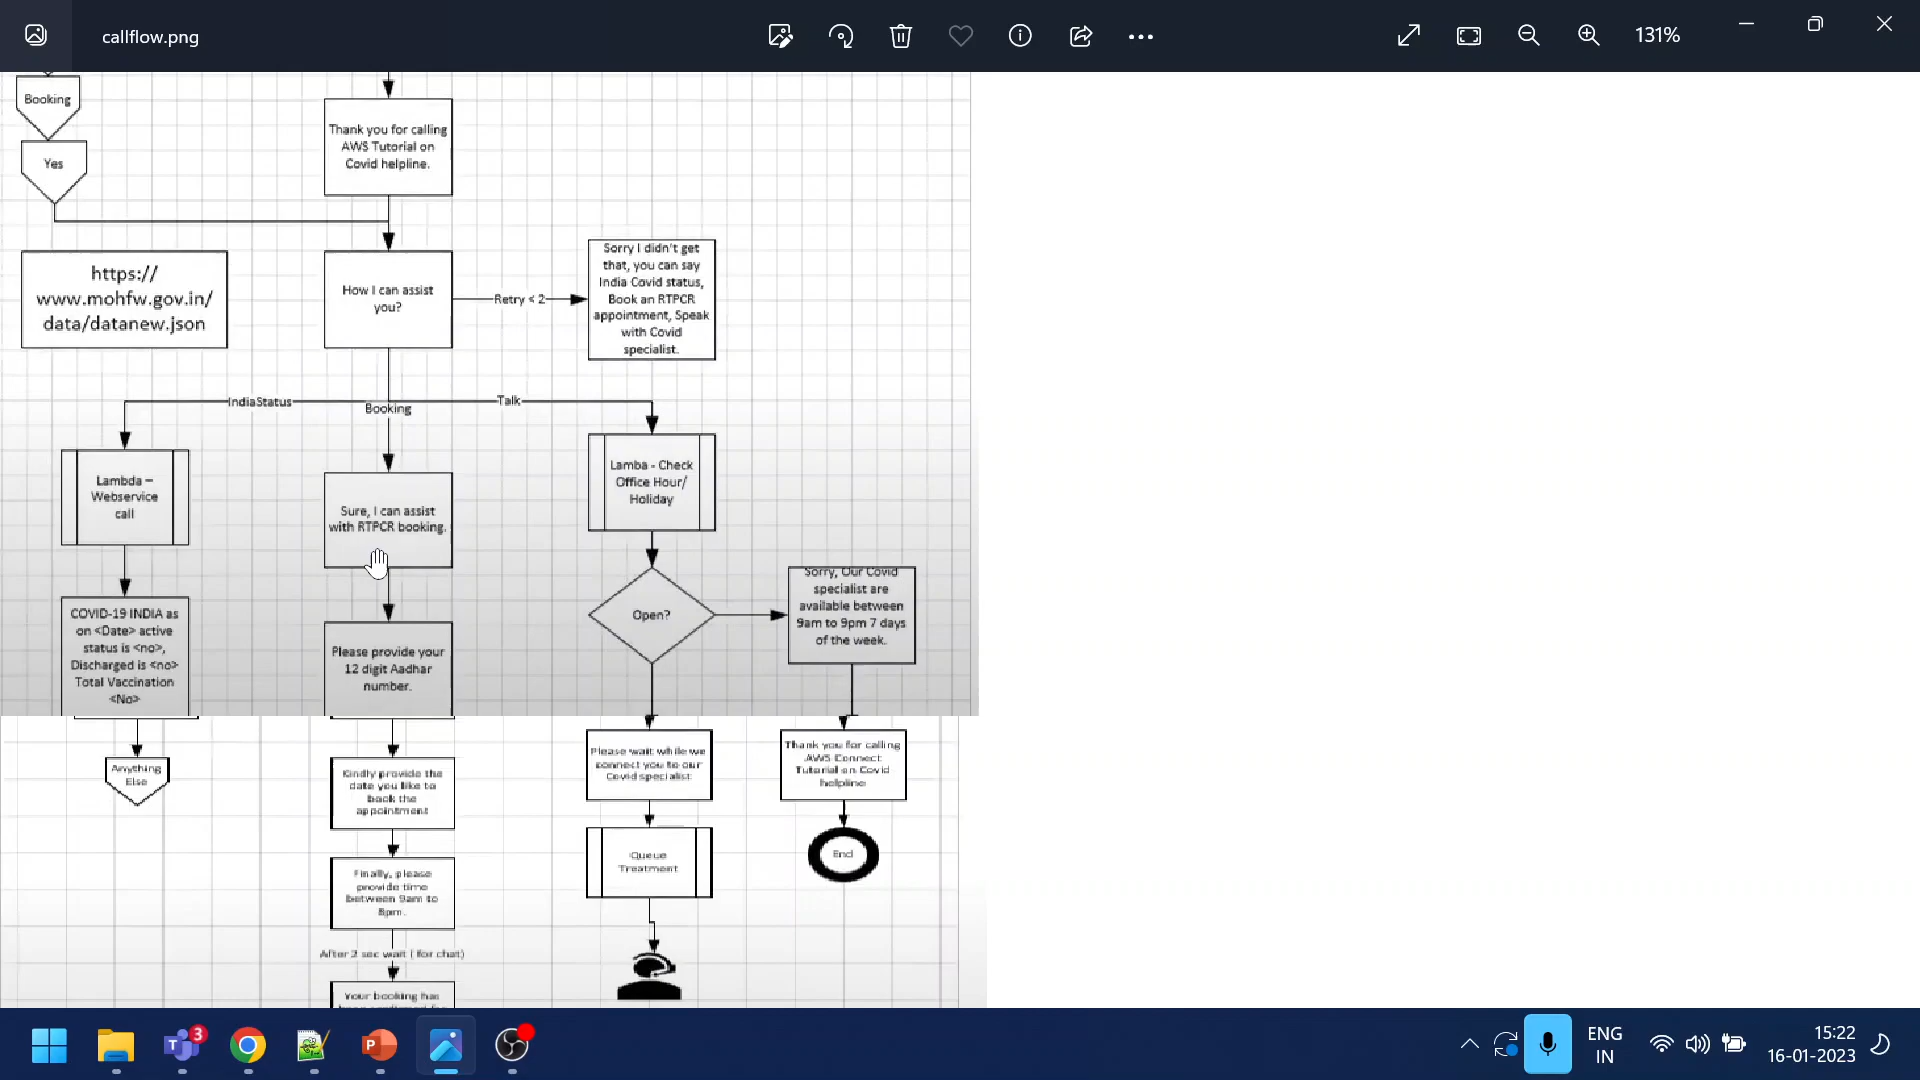 callflow.png
131%
Booking
Yes
Thank you for calling
AWS Tutorial on
Covid helpline.
https://
www.mohfw.gov.in/
data/datanew.json
How I can assist
you?
Retry < 2
Sorry I didn't get
that, you can say
India Covid status,
Book an RTPCR
appointment, Speak
with Covid
specialist.
IndiaStatus
Booking
Talk
Lambda –
Webservice
call
Sure, I can assist
with RTPCR booking.
Lamba - Check
Office Hour/
Holiday
Open?
Sorry, Our Covid
specialist are
available between
9am to 9pm 7 days
of the week.
COVID-19 INDIA as
on <Date> active
status is <no>,
Discharged is <no>
Total Vaccination
<No>
Please provide your
12 digit Aadhar
number.
Anything
Else
Kindly provide the
date you like to
book the
appointment
Please wait while we
connect you to our
Covid specialist
Thank you for calling
AWS Connect
Tutorial on Covid
helpline
Queue
Treatment
End
Finally, please
provide time
between 9am to
8pm.
After 2 sec wait ( for chat)
Your booking has
3
ENG
IN
15:22
16-01-2023